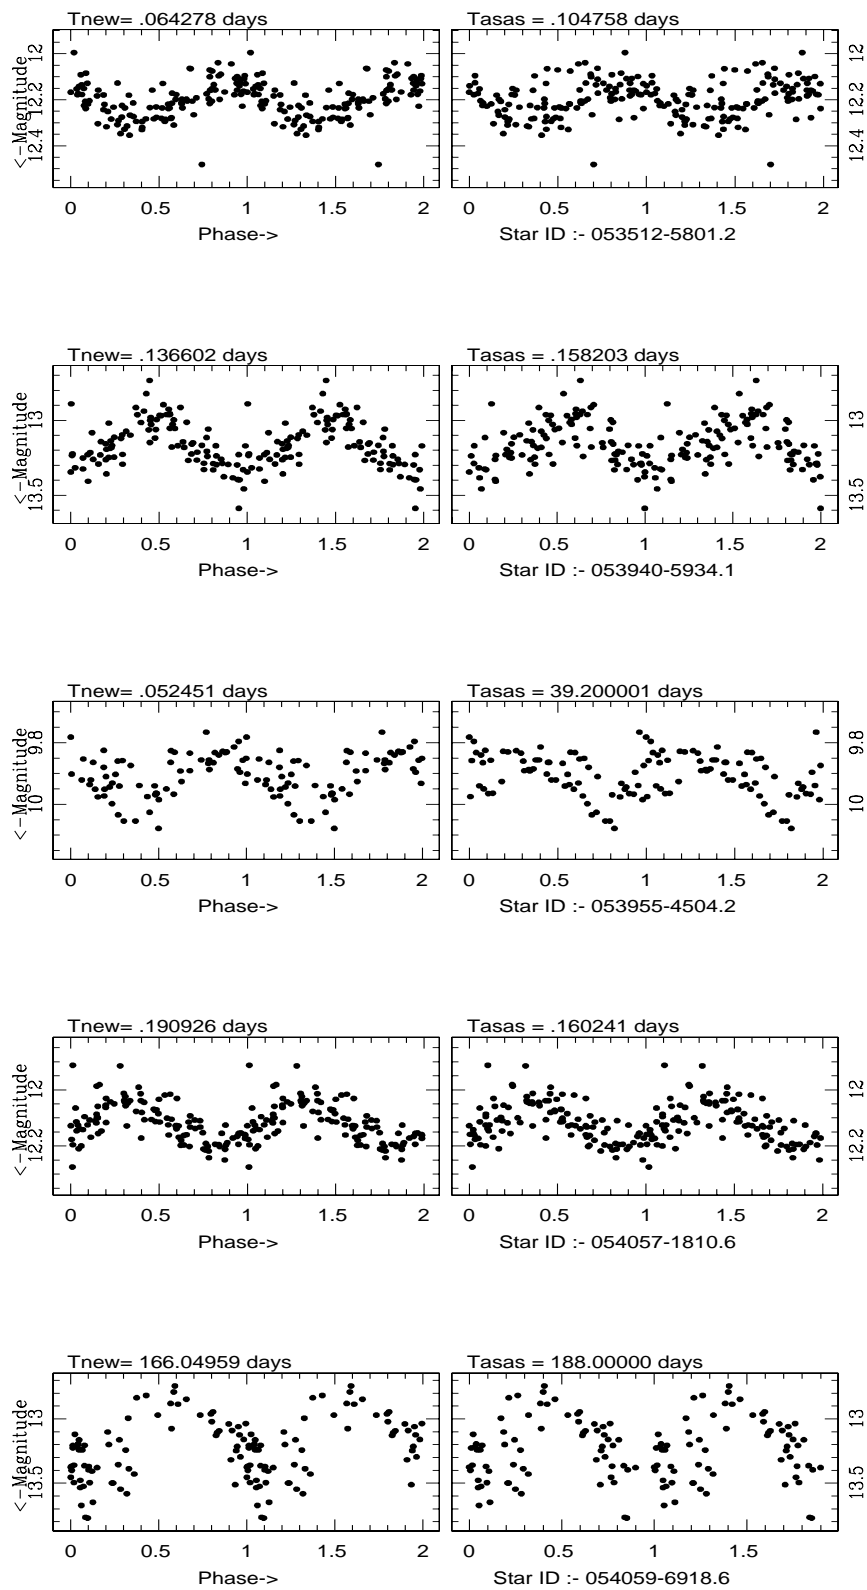 Tnew= .064278 days Tasas = .104758 days
<-Magnitude
12 12.2 12.4
12 12.2 12.4
0 0.5 1 1.5 2 0 0.5 1 1.5 2
Phase-> Star ID :- 053512-5801.2
Tnew= .136602 days Tasas = .158203 days
<-Magnitude
13 13.5
13 13.5
0 0.5 1 1.5 2 0 0.5 1 1.5 2
Phase-> Star ID :- 053940-5934.1
Tnew= .052451 days Tasas = 39.200001 days
<-Magnitude
9.8 10
9.8 10
0 0.5 1 1.5 2 0 0.5 1 1.5 2
Phase-> Star ID :- 053955-4504.2
Tnew= .190926 days Tasas = .160241 days
<-Magnitude
12 12.2
12 12.2
0 0.5 1 1.5 2 0 0.5 1 1.5 2
Phase-> Star ID :- 054057-1810.6
Tnew= 166.04959 days Tasas = 188.00000 days
<-Magnitude
13 13.5
13 13.5
0 0.5 1 1.5 2 0 0.5 1 1.5
Phase-> Star ID :- 054059-6918.6